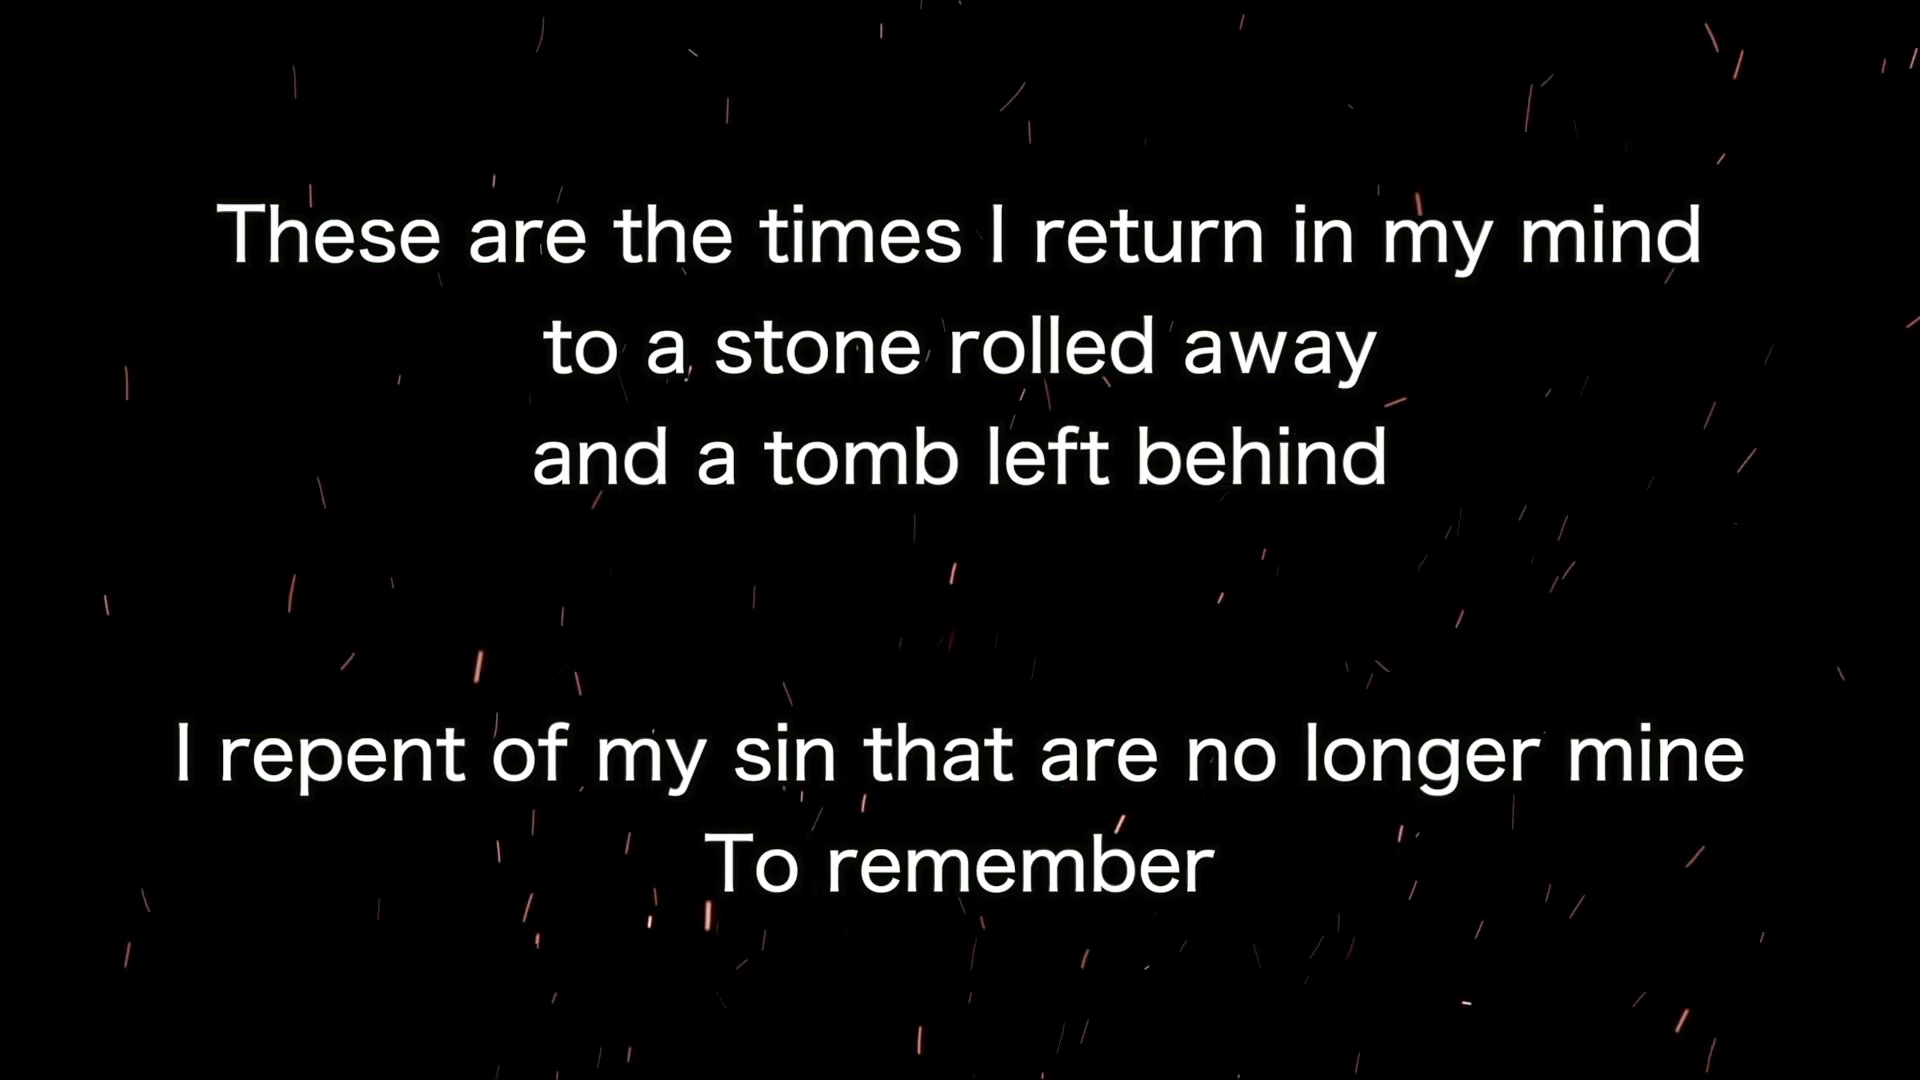 These are the times I return in my mind
to a stone rolled away
and a tomb left behind
I repent of my sin that are no longer mine
To remember